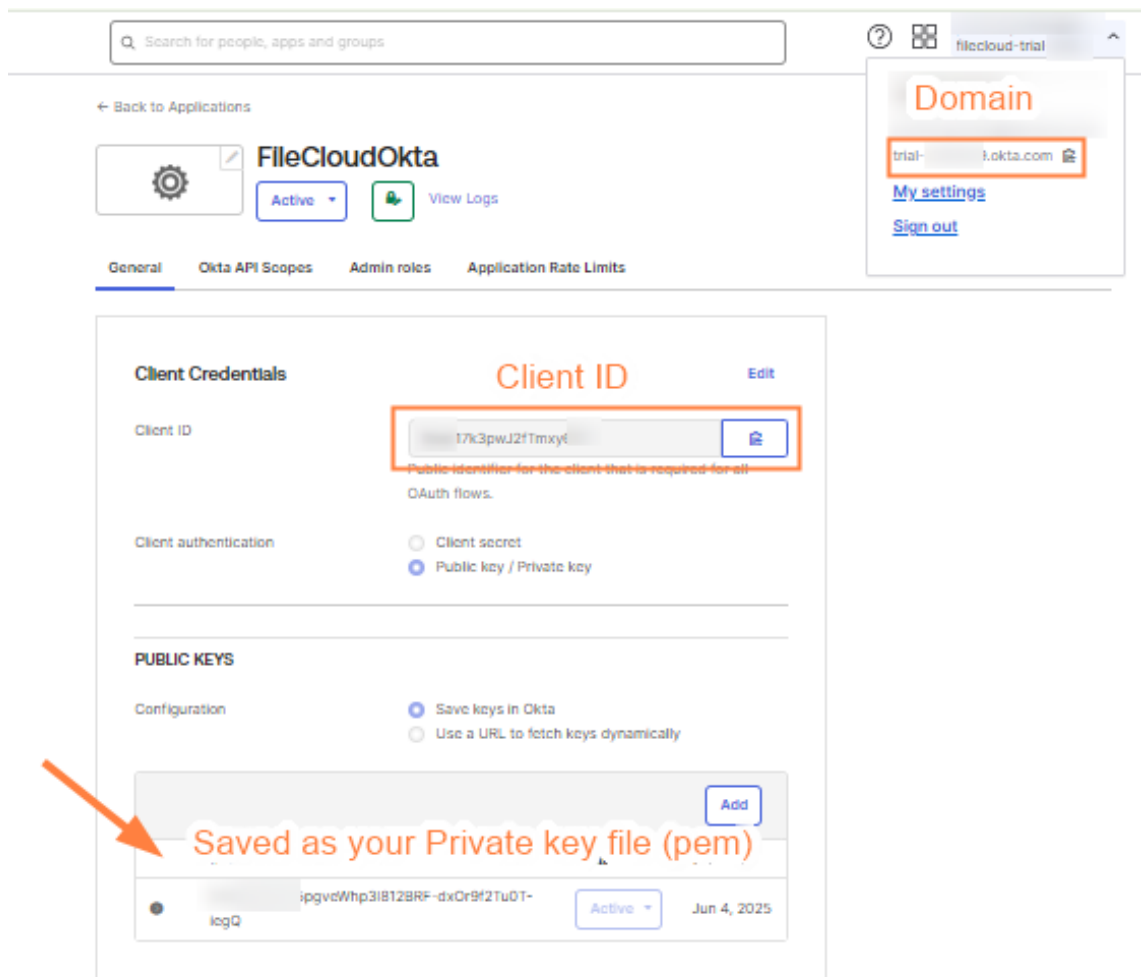 Search for people, apps and groups
filecloud-trial
Domain
trial- .okta.com
My settings
Sign out
← Back to Applications
FileCloudOkta
Active
View Logs
General Okta API Scopes Admin roles Application Rate Limits
Client Credentials
Client ID
Edit
Client ID
17k3pwJ2fTmxy
Public identifier for the client that is required for all
OAuth flows.
Client authentication
Client secret
Public key / Private key
PUBLIC KEYS
Configuration
Save keys in Okta
Use a URL to fetch keys dynamically
Add
Saved as your Private key file (pem)
Active
Jun 4, 2025